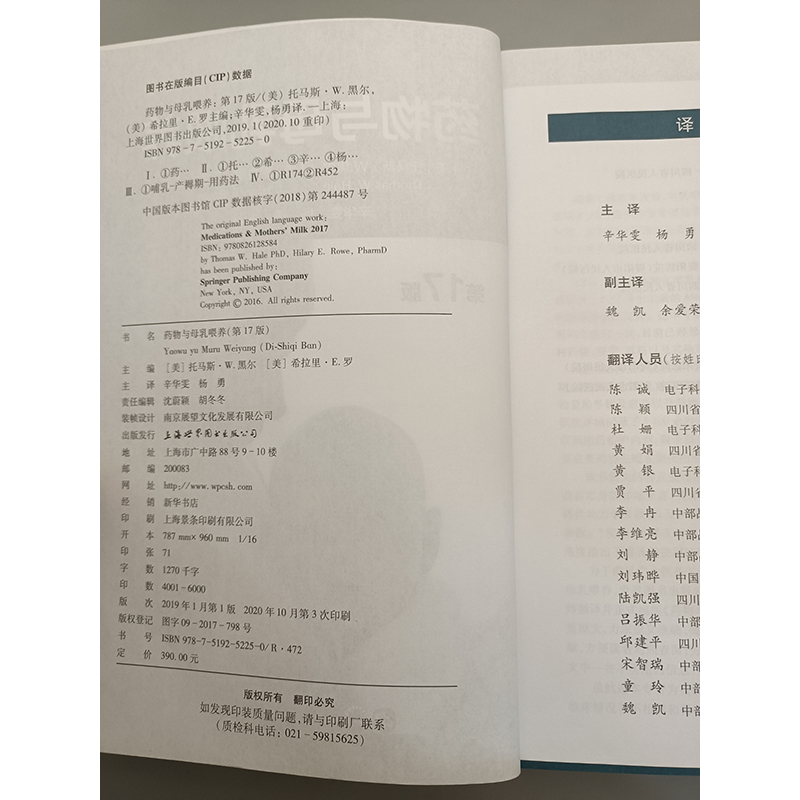 图书在版编目(CIP)数据
药物与母乳喂养:第17版/(美)托马斯·W.黑尔,
(美)希拉里·E.罗主编;辛华雯,杨勇译.—上海:
上海世界图书出版公司,2019.1(2020.10重印)
ISBN 978-7-5192-5225-0
Ⅰ.①药… Ⅱ.①托…②希…③辛…④杨…
Ⅲ.①哺乳-产褥期-用药法 Ⅳ.①R174②R452
中国版本图书馆CIP数据核字(2018)第244487号
The original English language work:
Medications & Mothers' Milk 2017
ISBN: 9780826128584
by Thomas W. Hale PhD, Hilary E. Rowe, PharmD
has been published by:
Springer Publishing Company
New York, NY, USA
Copyright © 2016. All rights reserved.
书 名 药物与母乳喂养(第17版)
Yaowu yu Muru Weiyang (Di-Shiqi Ban)
主 编 [美]托马斯·W.黑尔 [美]希拉里·E.罗
主 译 辛华雯 杨 勇
责任编辑 沈蔚颖 胡冬冬
装帧设计 南京展望文化发展有限公司
出版发行 上海世界图书出版公司
地 址 上海市广中路88号9-10楼
邮 编 200083
网 址 http://www.wpcsh.com
经 销 新华书店
印 刷 上海景条印刷有限公司
开 本 787 mm×960 mm 1/16
印 张 71
字 数 1270千字
印 数 4001-6000
版 次 2019年1月第1版 2020年10月第3次印刷
版权登记 图字09-2017-798号
书 号 ISBN 978-7-5192-5225-0/R·472
定 价 390.00元
版权所有 翻印必究
如发现印装质量问题,请与印刷厂联系
(质检科电话:021-59815625)
译
主 译
辛华雯 杨 勇
副主译
魏 凯 余爱荣
翻译人员(按姓氏
陈 诚 电子科
陈 颖 四川省
杜 姗 电子科
黄 娟 四川省
黄 银 电子科
贾 平 四川省
李 冉 中部战
李维亮 中部战
刘 静 中部战
刘玮晔 中国
陆凯强 四川
吕振华 中部
邱建平 四川
宋智瑞 中部
童 玲 中部
魏 凯 中部